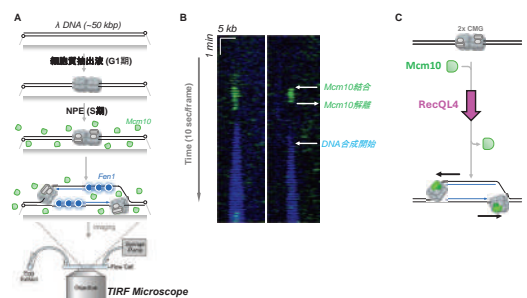 A
λ DNA (~50 kbp)
細胞質抽出液 (G1期)
NPE (S期)
Mcm10
Fen1
Imaging
Flow Cell
Objective
TIRF Microscope
B
5 kb
1 min
Time (10 sec/frame)
Mcm10結合
Mcm10解離
DNA合成開始
C
2x CMG
Mcm10
RecQL4